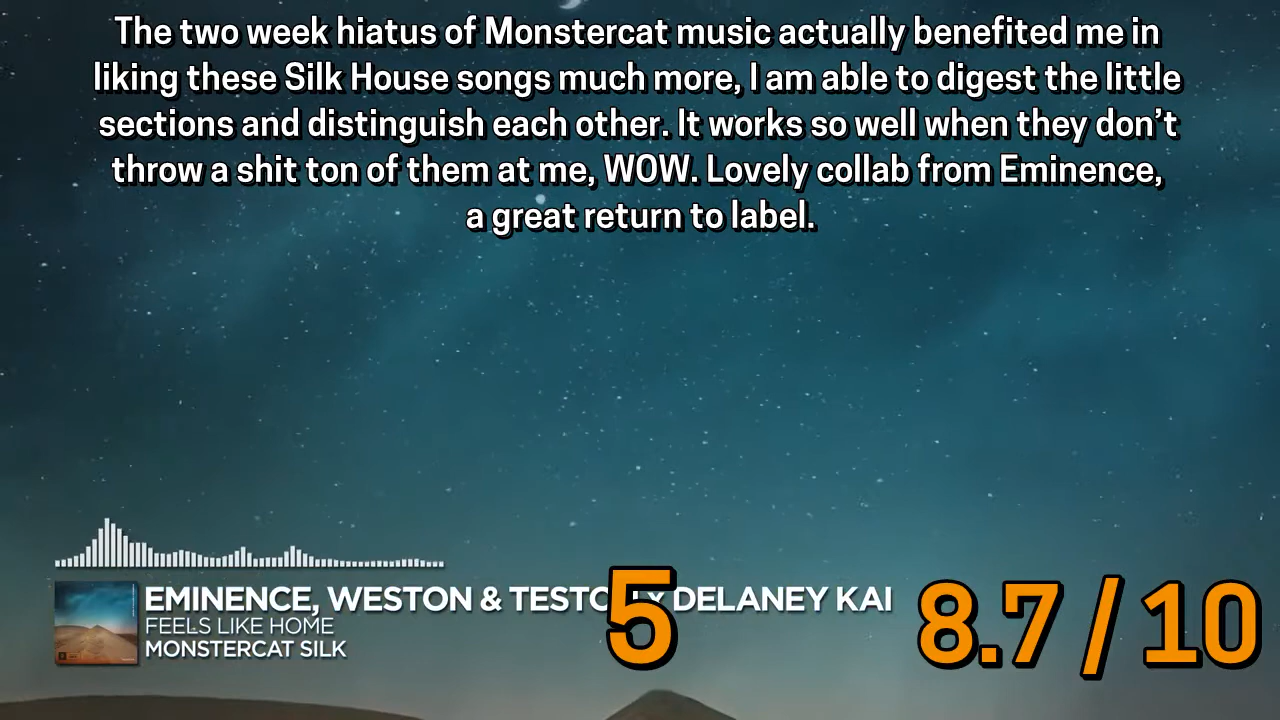 The two week hiatus of Monstercat music actually benefited me in
liking these Silk House songs much more, I am able to digest the little
sections and distinguish each other. It works so well when they don’t
throw a shit ton of them at me, WOW. Lovely collab from Eminence,
a great return to label.
EMINENCE, WESTON & DELANEY KAI
FEELS LIKE HOME
MONSTERCAT SILK
5
8.7 / 10